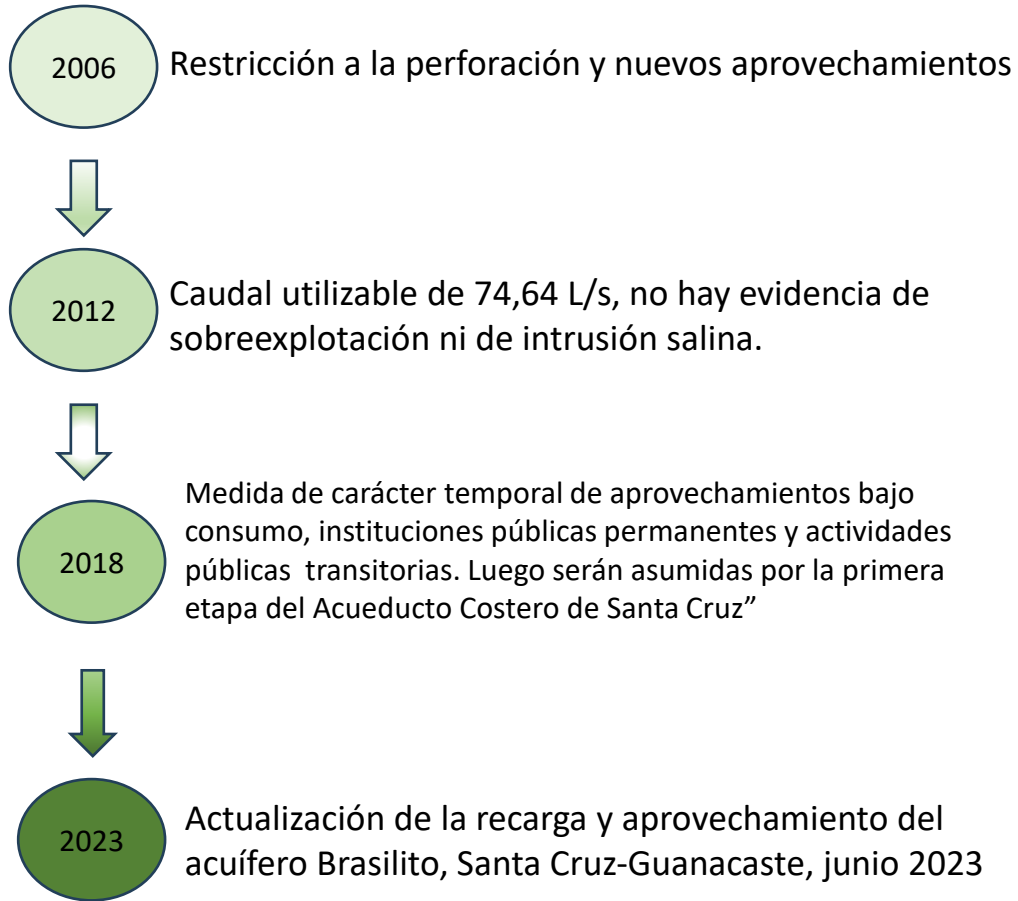 2006
Restricción a la perforación y nuevos aprovechamientos
2012
Caudal utilizable de 74,64 L/s, no hay evidencia de
sobreexplotación ni de intrusión salina.
2018
Medida de carácter temporal de aprovechamientos bajo
consumo, instituciones públicas permanentes y actividades
públicas  transitorias. Luego serán asumidas por la primera
etapa del Acueducto Costero de Santa Cruz”
2023
Actualización de la recarga y aprovechamiento del
acuífero Brasilito, Santa Cruz-Guanacaste, junio 2023